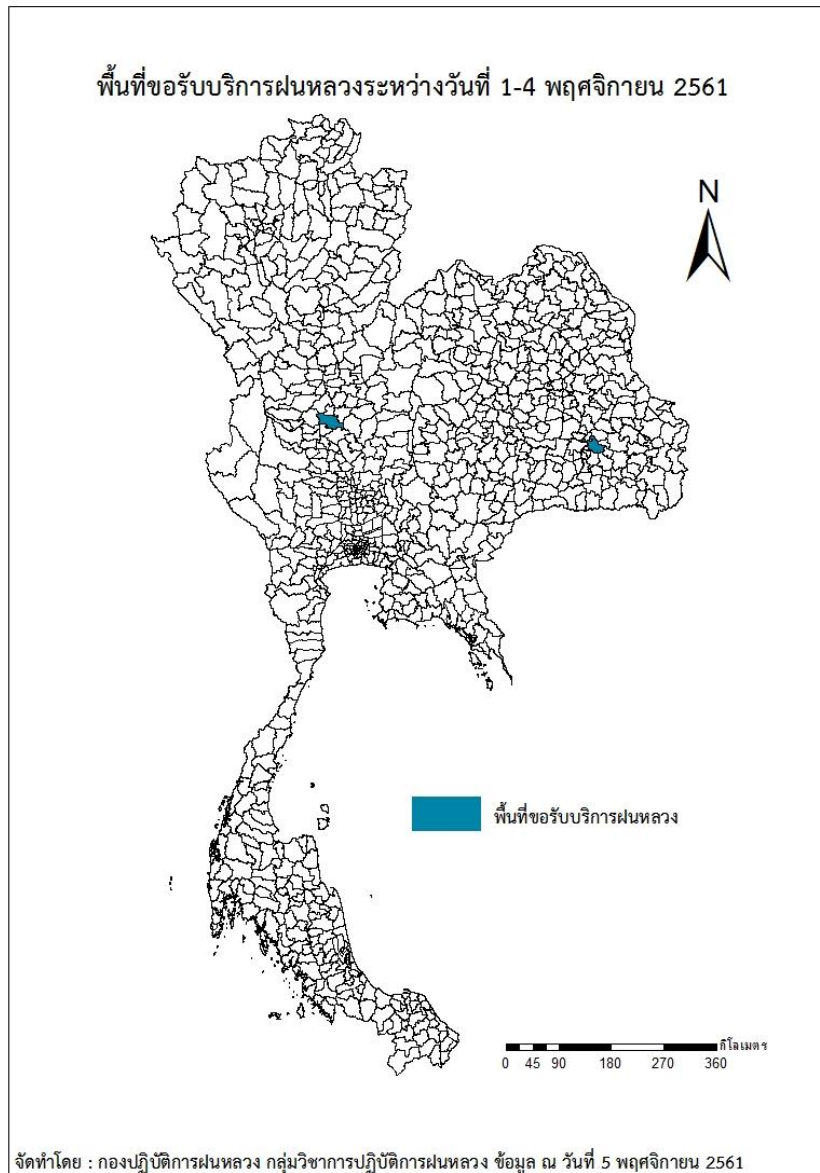 พื้นที่ขอรับบริการฝนหลวงระหว่างวันที่ 1-4 พฤศจิกายน 2561
N
พื้นที่ขอรับบริการฝนหลวง
กิโลเมตร
0 45 90 180 270 360
จัดทำโดย : กองปฏิบัติการฝนหลวง กลุ่มวิชาการปฏิบัติการฝนหลวง ข้อมูล ณ วันที่ 5 พฤศจิกายน 2561